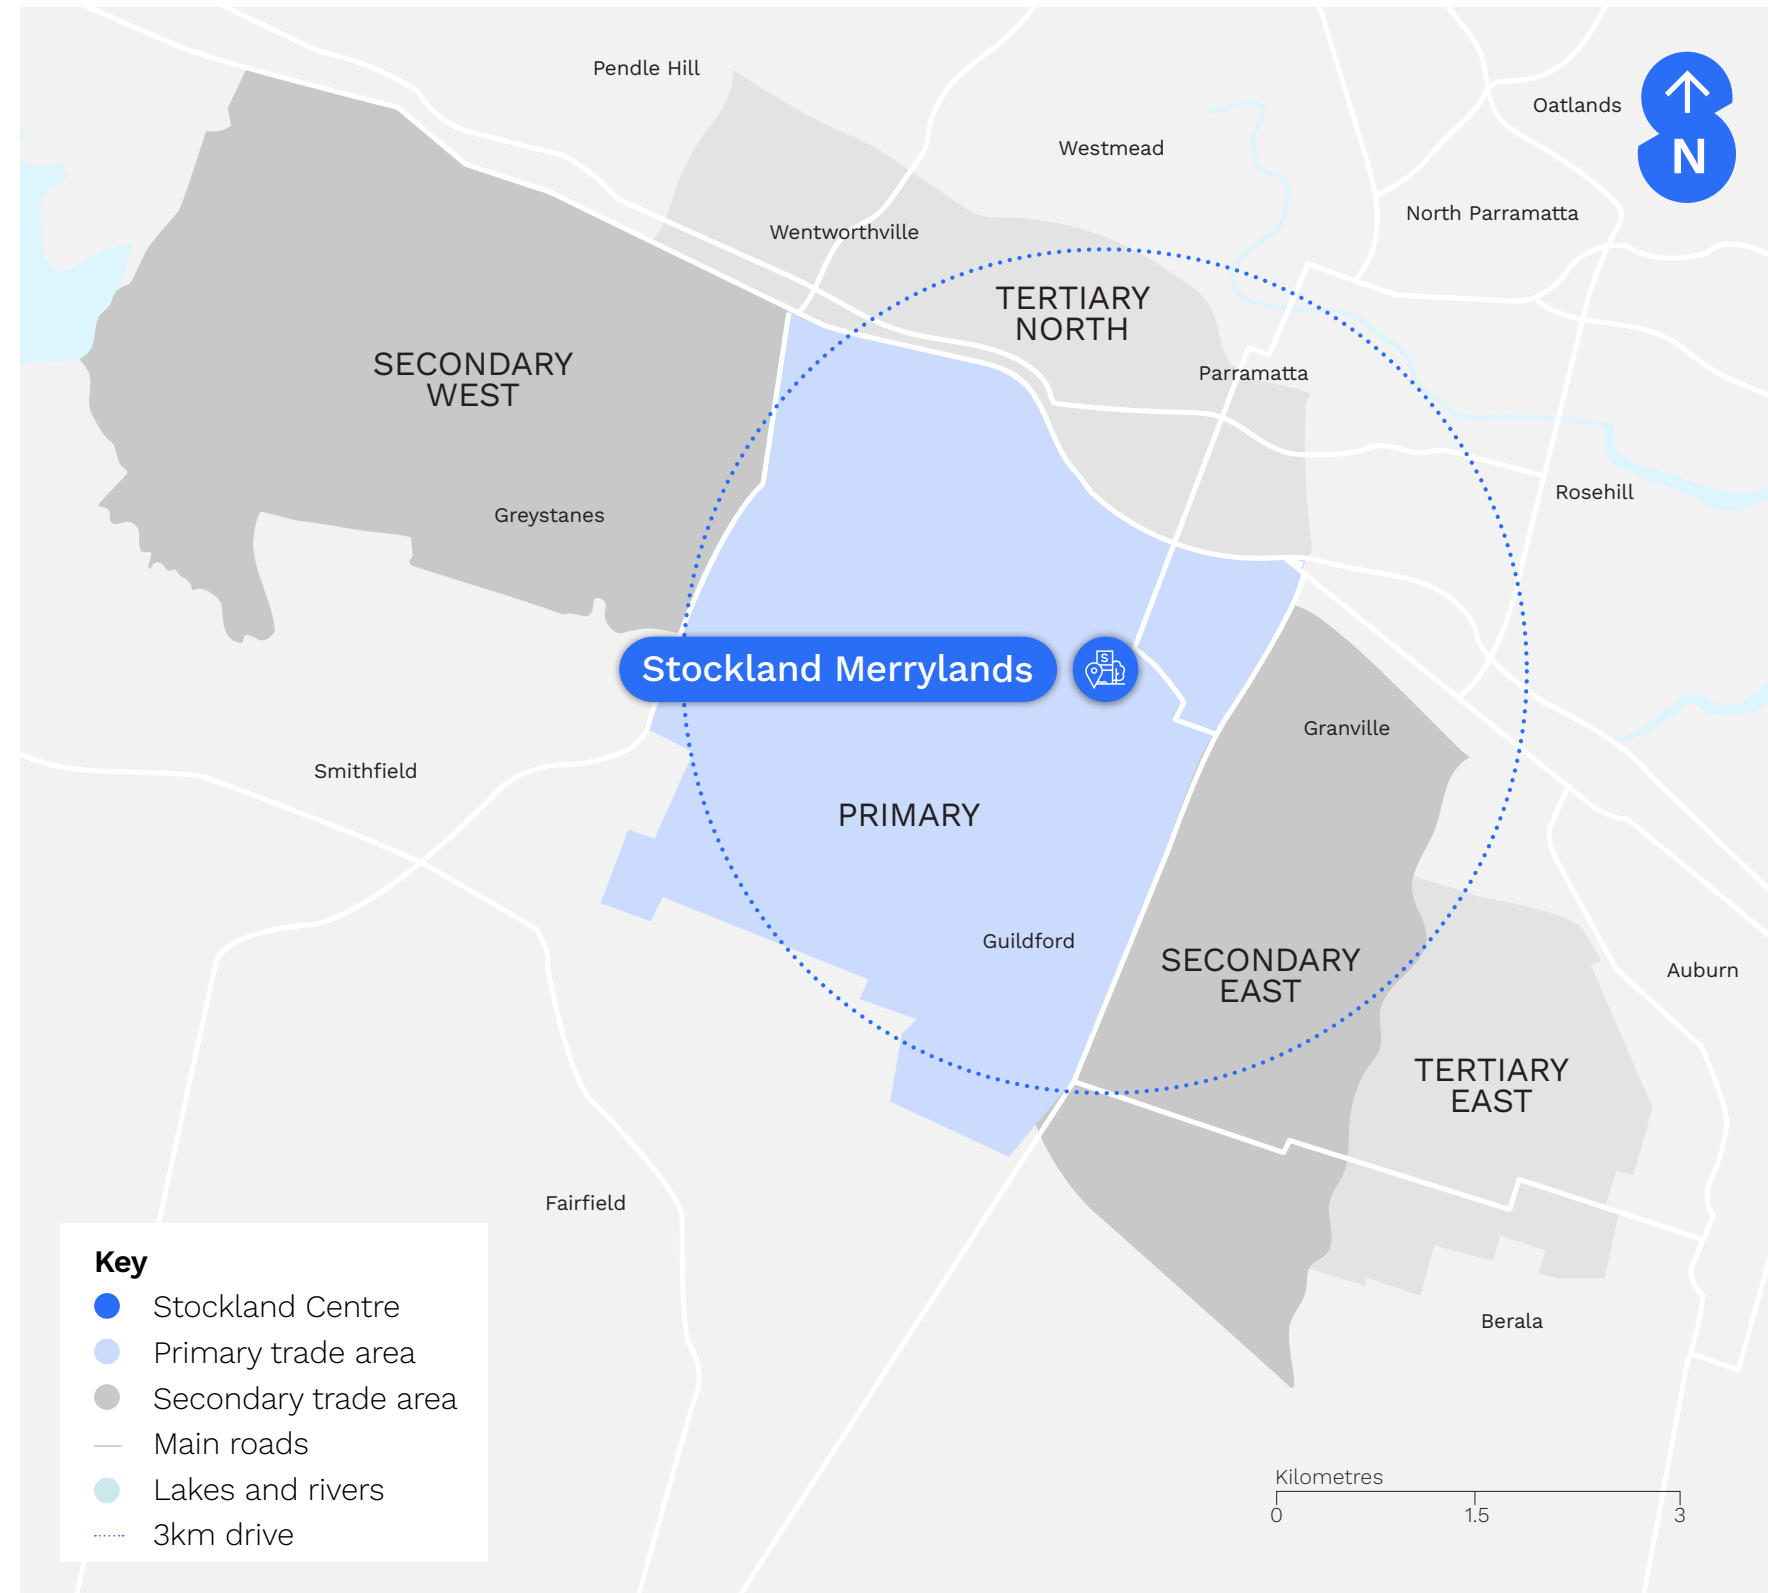 Pendle Hill
Oatlands
N
Westmead
North Parramatta
Wentworthville
TERTIARY
NORTH
SECONDARY
WEST
Parramatta
Rosehill
Greystanes
Stockland Merrylands
S
Granville
Smithfield
PRIMARY
Guildford
SECONDARY
EAST
Auburn
TERTIARY
EAST
Fairfield
Berala
Key
Stockland Centre
Primary trade area
Secondary trade area
Main roads
Lakes and rivers
3km drive
Kilometres
0 1.5 3